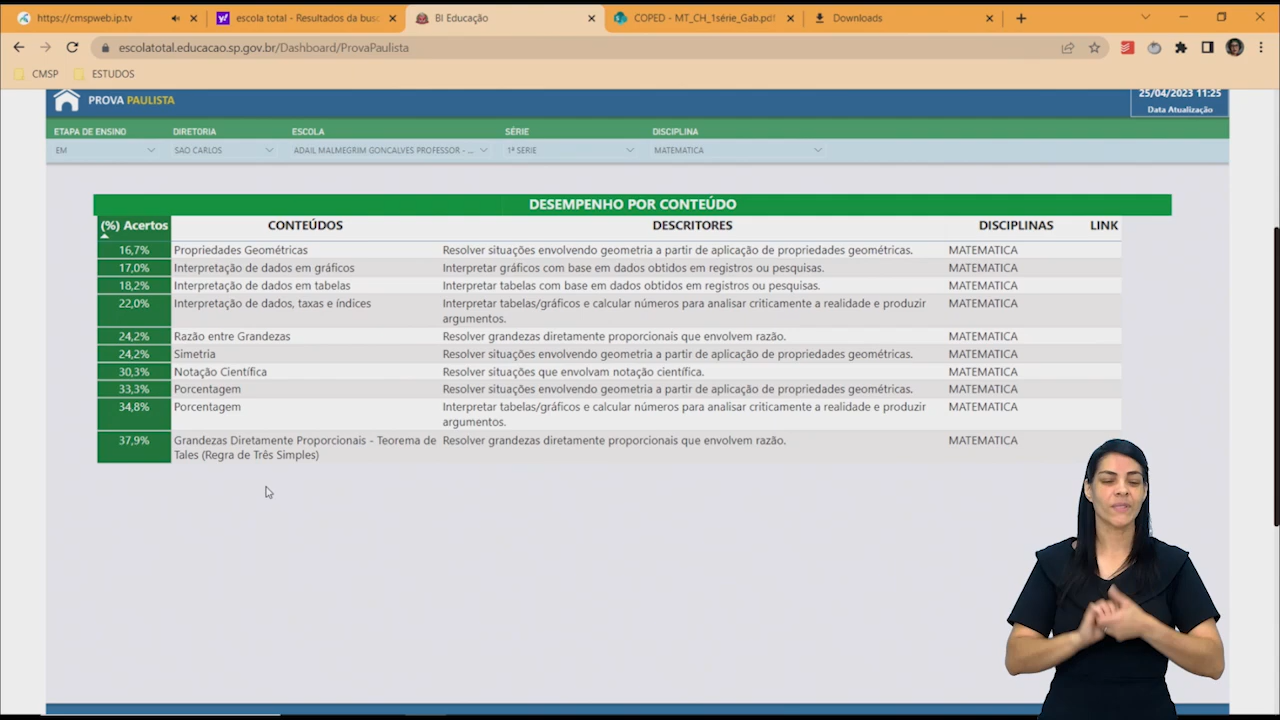 https://cmspweb.ip.tv
escola total - Resultados da busc
BI Educação
COPED - MT_CH_1série_Gab.pdf
Downloads
escolatotal.educacao.sp.gov.br/Dashboard/ProvaPaulista
CMSP
ESTUDOS
PROVA PAULISTA
25/04/2023 11:25
Data Atualização
ETAPA DE ENSINO DIRETORIA ESCOLA SÉRIE DISCIPLINA
EM SAO CARLOS ADAIL MALMEGRIM GONCALVES PROFESSOR - ... 1ª SERIE MATEMATICA
DESEMPENHO POR CONTEÚDO
(%) Acertos CONTEÚDOS DESCRITORES DISCIPLINAS LINK
16,7% Propriedades Geométricas Resolver situações envolvendo geometria a partir de aplicação de propriedades geométricas. MATEMATICA
17,0% Interpretação de dados em gráficos Interpretar gráficos com base em dados obtidos em registros ou pesquisas. MATEMATICA
18,2% Interpretação de dados em tabelas Interpretar tabelas com base em dados obtidos em registros ou pesquisas. MATEMATICA
22,0% Interpretação de dados, taxas e índices Interpretar tabelas/gráficos e calcular números para analisar criticamente a realidade e produzir MATEMATICA
argumentos.
24,2% Razão entre Grandezas Resolver grandezas diretamente proporcionais que envolvem razão. MATEMATICA
24,2% Simetria Resolver situações envolvendo geometria a partir de aplicação de propriedades geométricas. MATEMATICA
30,3% Notação Científica Resolver situações que envolvam notação científica. MATEMATICA
33,3% Porcentagem Resolver situações envolvendo geometria a partir de aplicação de propriedades geométricas. MATEMATICA
34,8% Porcentagem Interpretar tabelas/gráficos e calcular números para analisar criticamente a realidade e produzir MATEMATICA
argumentos.
37,9% Grandezas Diretamente Proporcionais - Teorema de Resolver grandezas diretamente proporcionais que envolvem razão. MATEMATICA
Tales (Regra de Três Simples)